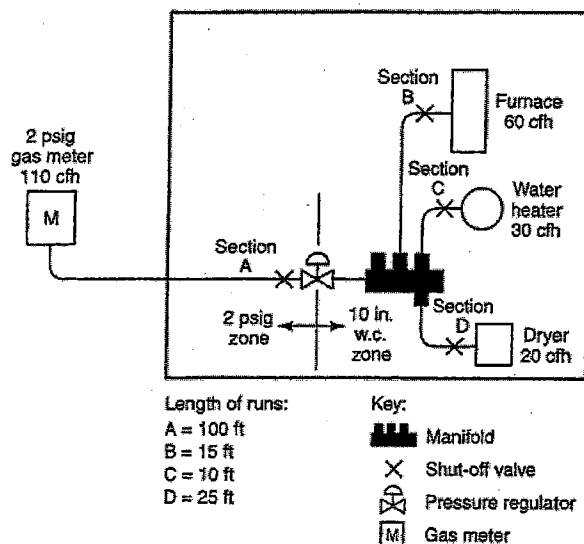 Section
B
Furnace
60 cfh
2 psig
gas meter
110 cfh
M
Section
C
Water
heater
30 cfh
Section
A
Section
D
2 psig
zone
10 in.
w.c.
zone
Dryer
20 cfh
Length of runs:
A = 100 ft
B = 15 ft
C = 10 ft
D = 25 ft
Key:
Manifold
Shut-off valve
Pressure regulator
M
Gas meter